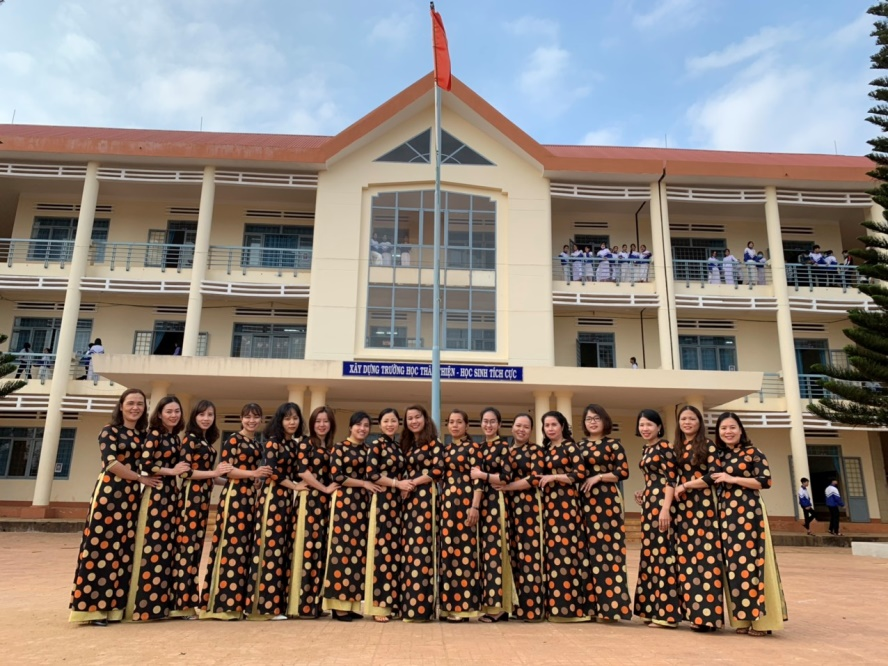 XÂY DỰNG TRƯỜNG HỌC THÂN THIỆN - HỌC SINH TÍCH CỰC